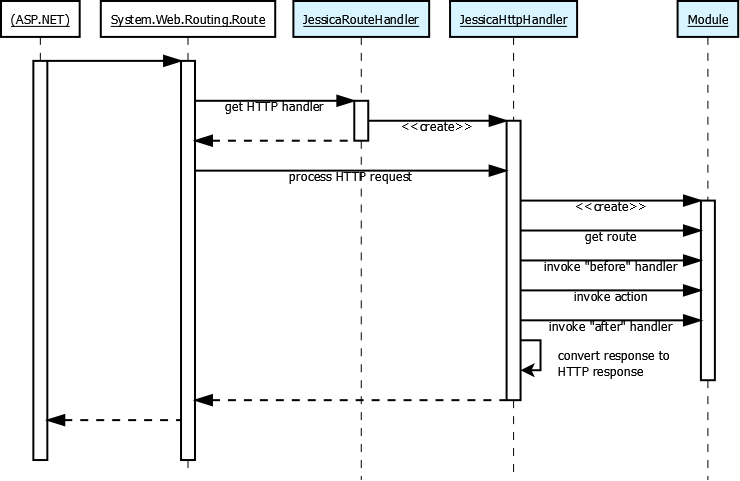 (ASP.NET)
System.Web.Routing.Route
JessicaRouteHandler
JessicaHttpHandler
Module
get HTTP handler
<<create>>
process HTTP request
<<create>>
get route
invoke "before" handler
invoke action
invoke "after" handler
convert response to
HTTP response